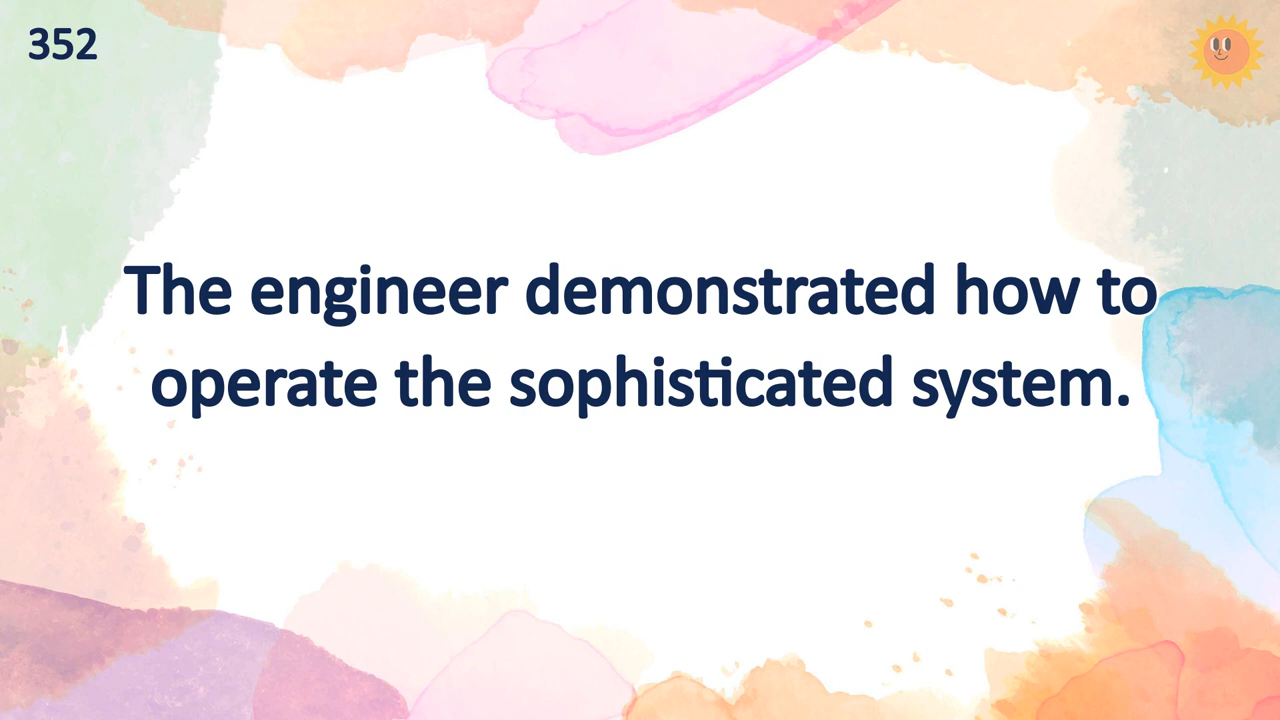 352
The engineer demonstrated how to
operate the sophisticated system.